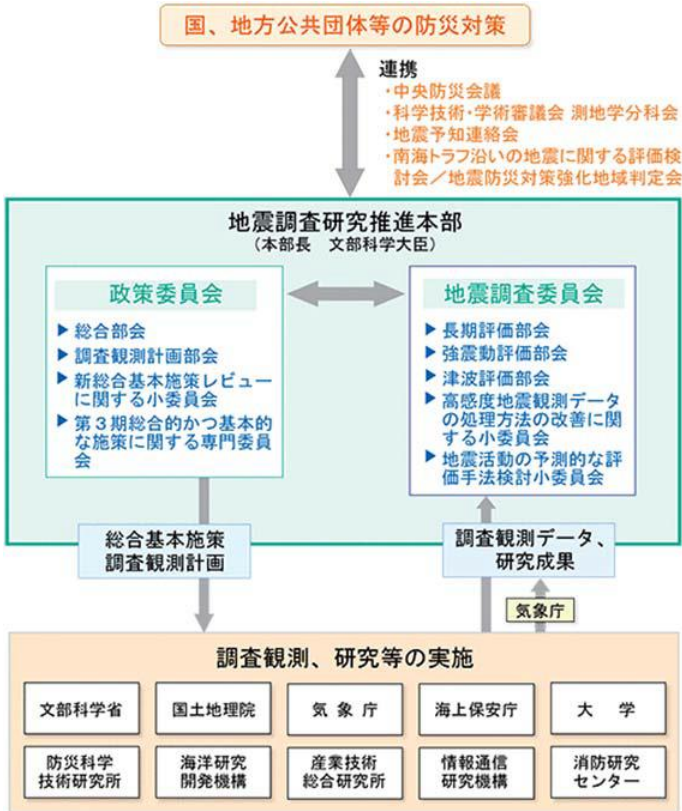 国、地方公共団体等の防災対策
連携
・中央防災会議
・科学技術・学術審議会 測地学分科会
・地震予知連絡会
・南海トラフ沿いの地震に関する評価検
討会／地震防災対策強化地域判定会
地震調査研究推進本部
（本部長　文部科学大臣）
政策委員会
▶ 総合部会
▶ 調査観測計画部会
▶ 新総合基本施策レビュー
に関する小委員会
▶ 第３期総合的かつ基本的
な施策に関する専門委員
会
地震調査委員会
▶ 長期評価部会
▶ 強震動評価部会
▶ 津波評価部会
▶ 高感度地震観測データ
の処理方法の改善に関
する小委員会
▶ 地震活動の予測的な評
価手法検討小委員会
総合基本施策
調査観測計画
調査観測データ、
研究成果
気象庁
調査観測、研究等の実施
文部科学省
国土地理院
気 象 庁
海上保安庁
大　学
防災科学
技術研究所
海洋研究
開発機構
産業技術
総合研究所
情報通信
研究機構
消防研究
センター